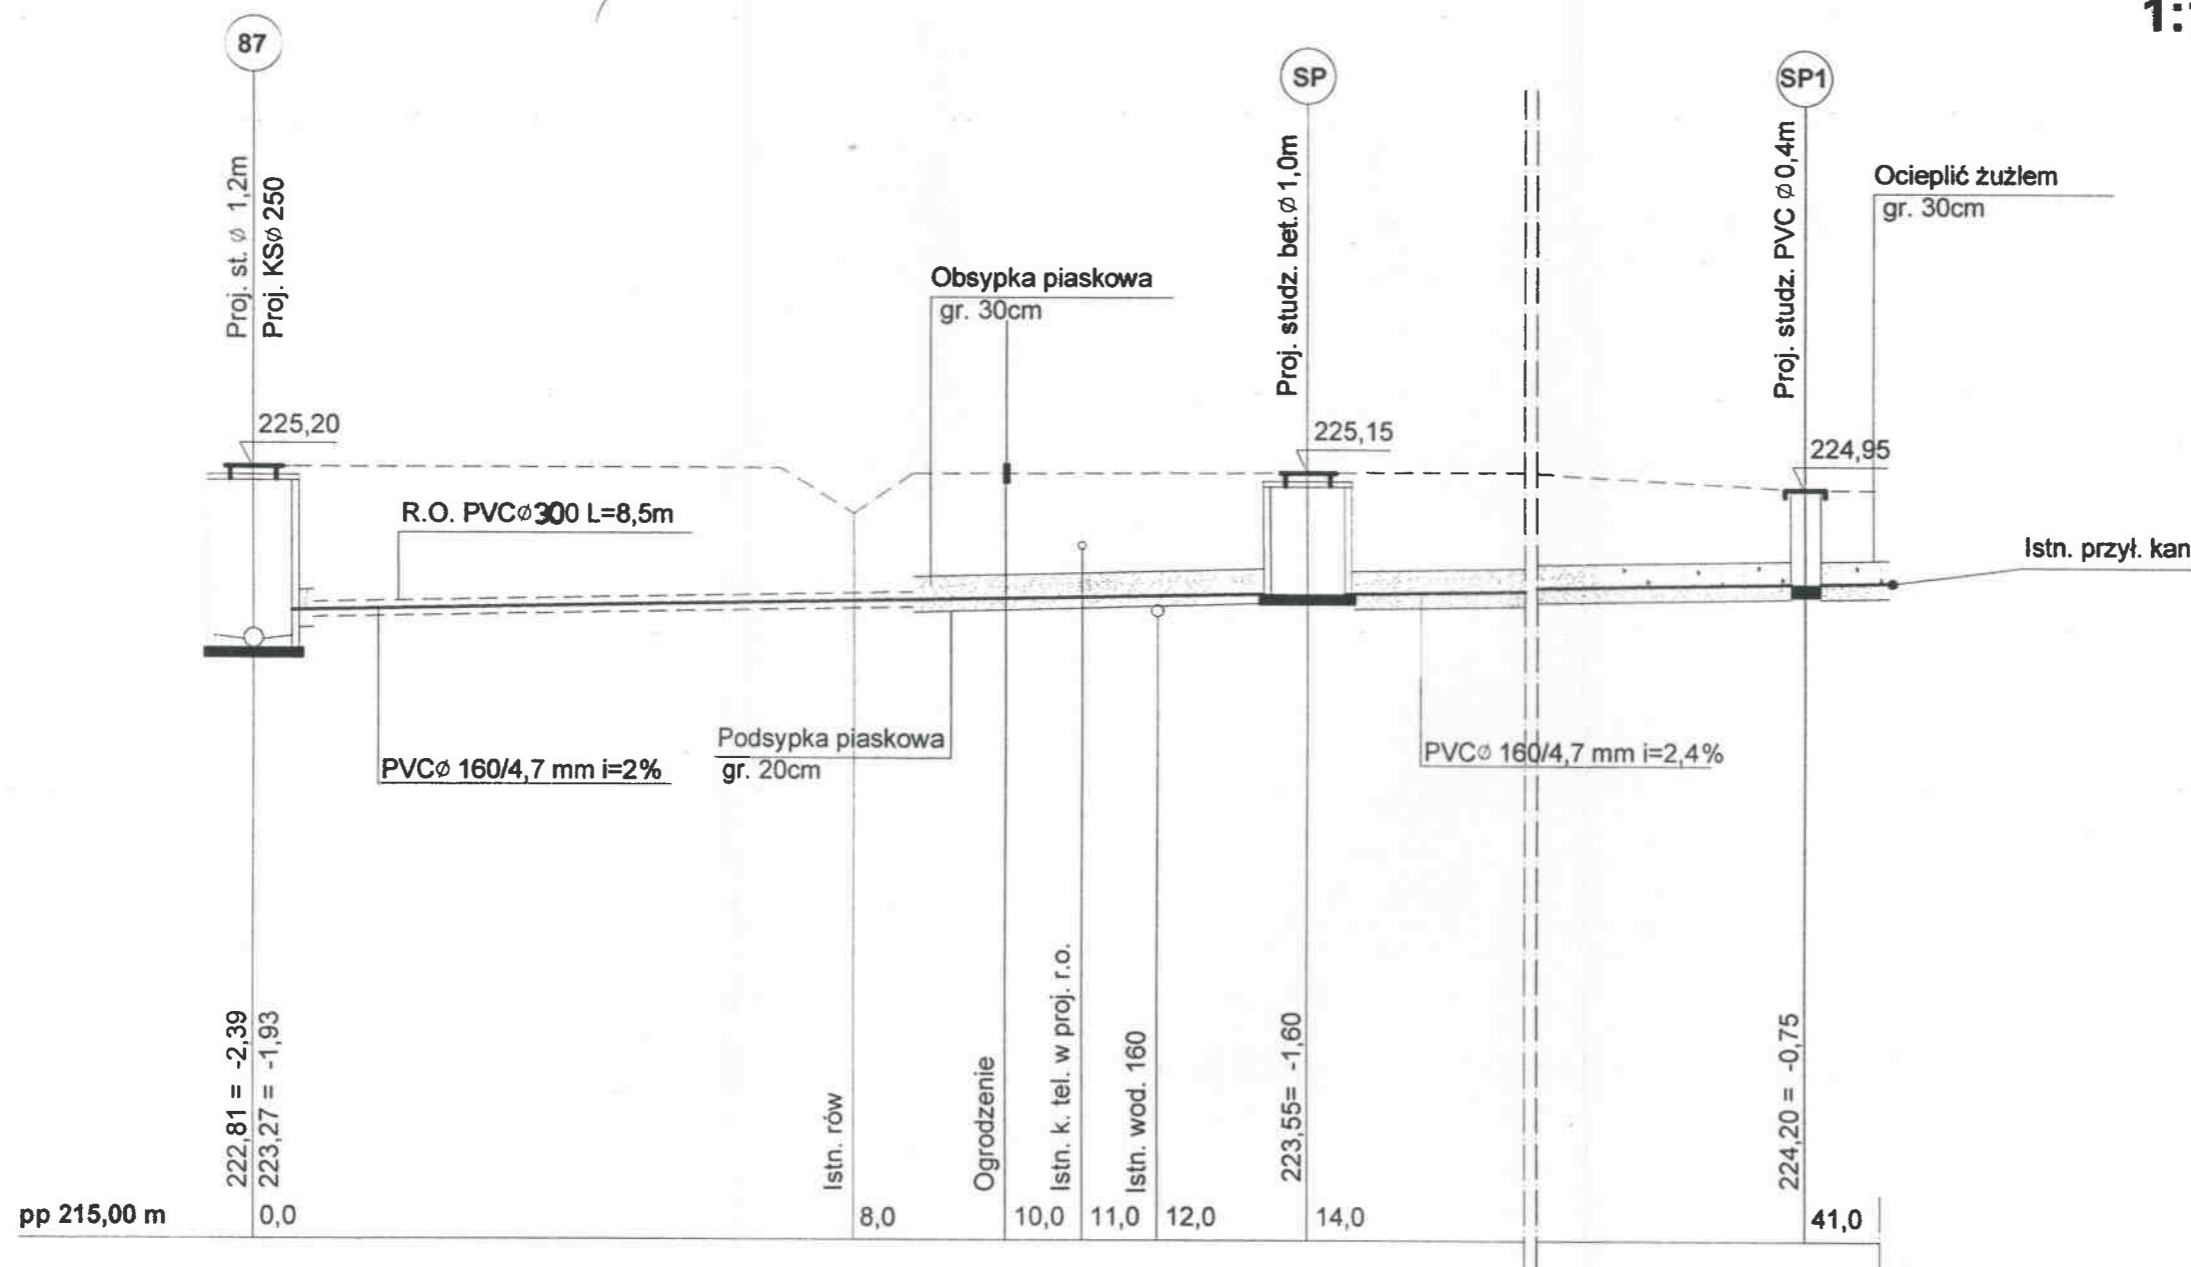 1:
87
SP
SP1
Proj. st. ⌀ 1,2m
Proj. KS⌀ 250
Proj. studz. bet.⌀ 1,0m
Proj. studz. PVC ⌀ 0,4m
Ocieplić żużlem
gr. 30cm
Obsypka piaskowa
gr. 30cm
225,20
225,15
224,95
R.O. PVC⌀300 L=8,5m
Istn. przył. kan
Podsypka piaskowa
gr. 20cm
PVC⌀ 160/4,7 mm i=2%
PVC⌀ 160/4,7 mm i=2,4%
222,81 = -2,39
223,27 = -1,93
Istn. rów
Ogrodzenie
Istn. k. tel. w proj. r.o.
Istn. wod. 160
223,55= -1,60
224,20 = -0,75
pp 215,00 m
0,0
8,0
10,0
11,0
12,0
14,0
41,0